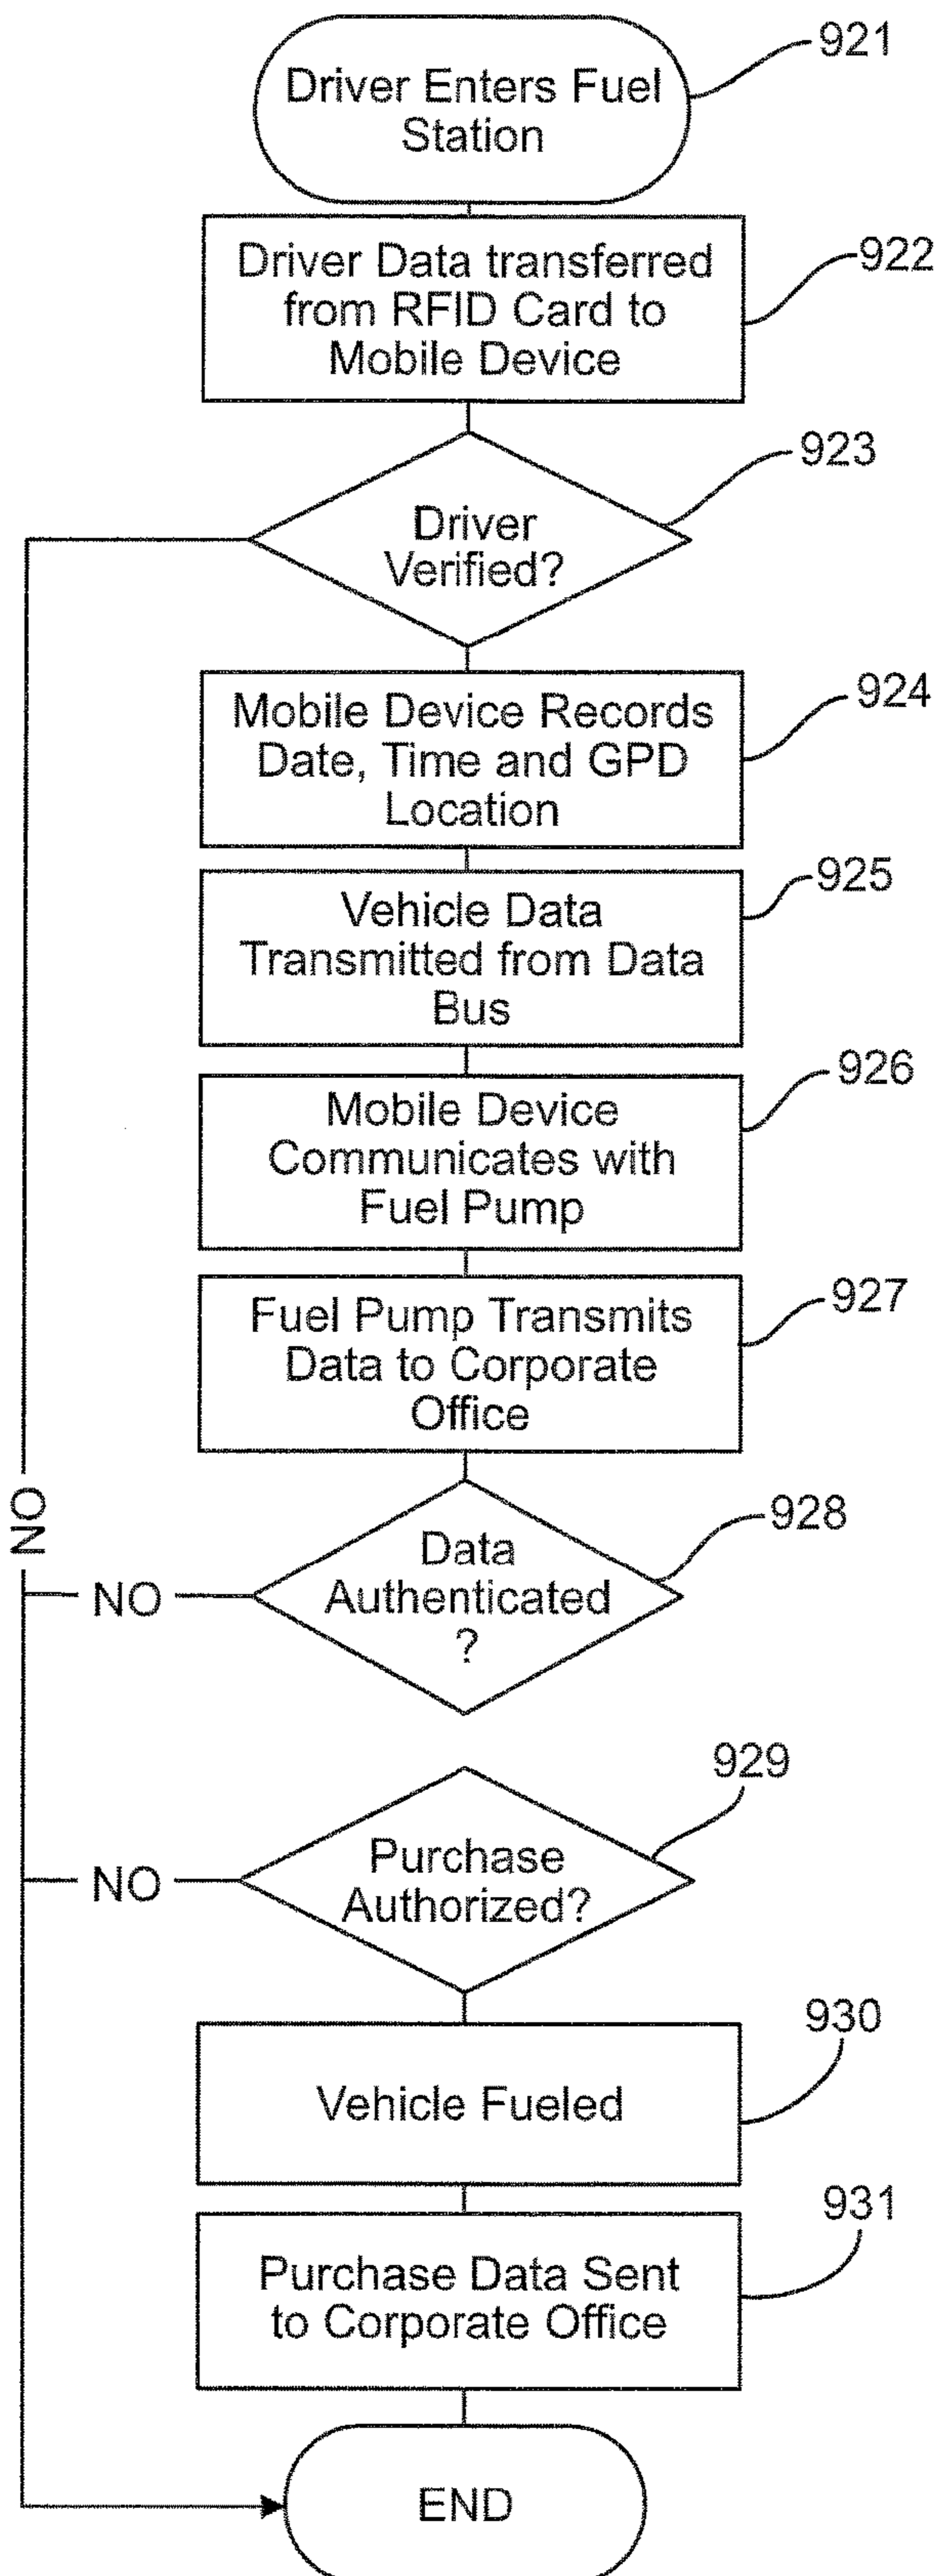 921
Driver Enters Fuel
Station
922
Driver Data transferred
from RFID Card to
Mobile Device
923
Driver
Verified?
924
Mobile Device Records
Date, Time and GPD
Location
925
Vehicle Data
Transmitted from Data
Bus
926
Mobile Device
Communicates with
Fuel Pump
927
Fuel Pump Transmits
Data to Corporate
Office
NO
928
Data
Authenticated
?
NO
929
Purchase
Authorized?
NO
930
Vehicle Fueled
931
Purchase Data Sent
to Corporate Office
END